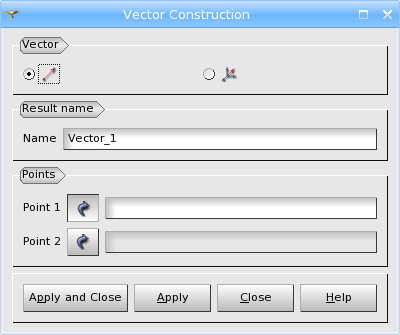 Vector Construction
Vector
Result name
Name Vector_1
Points
Point 1
Point 2
Apply and Close Apply Close Help